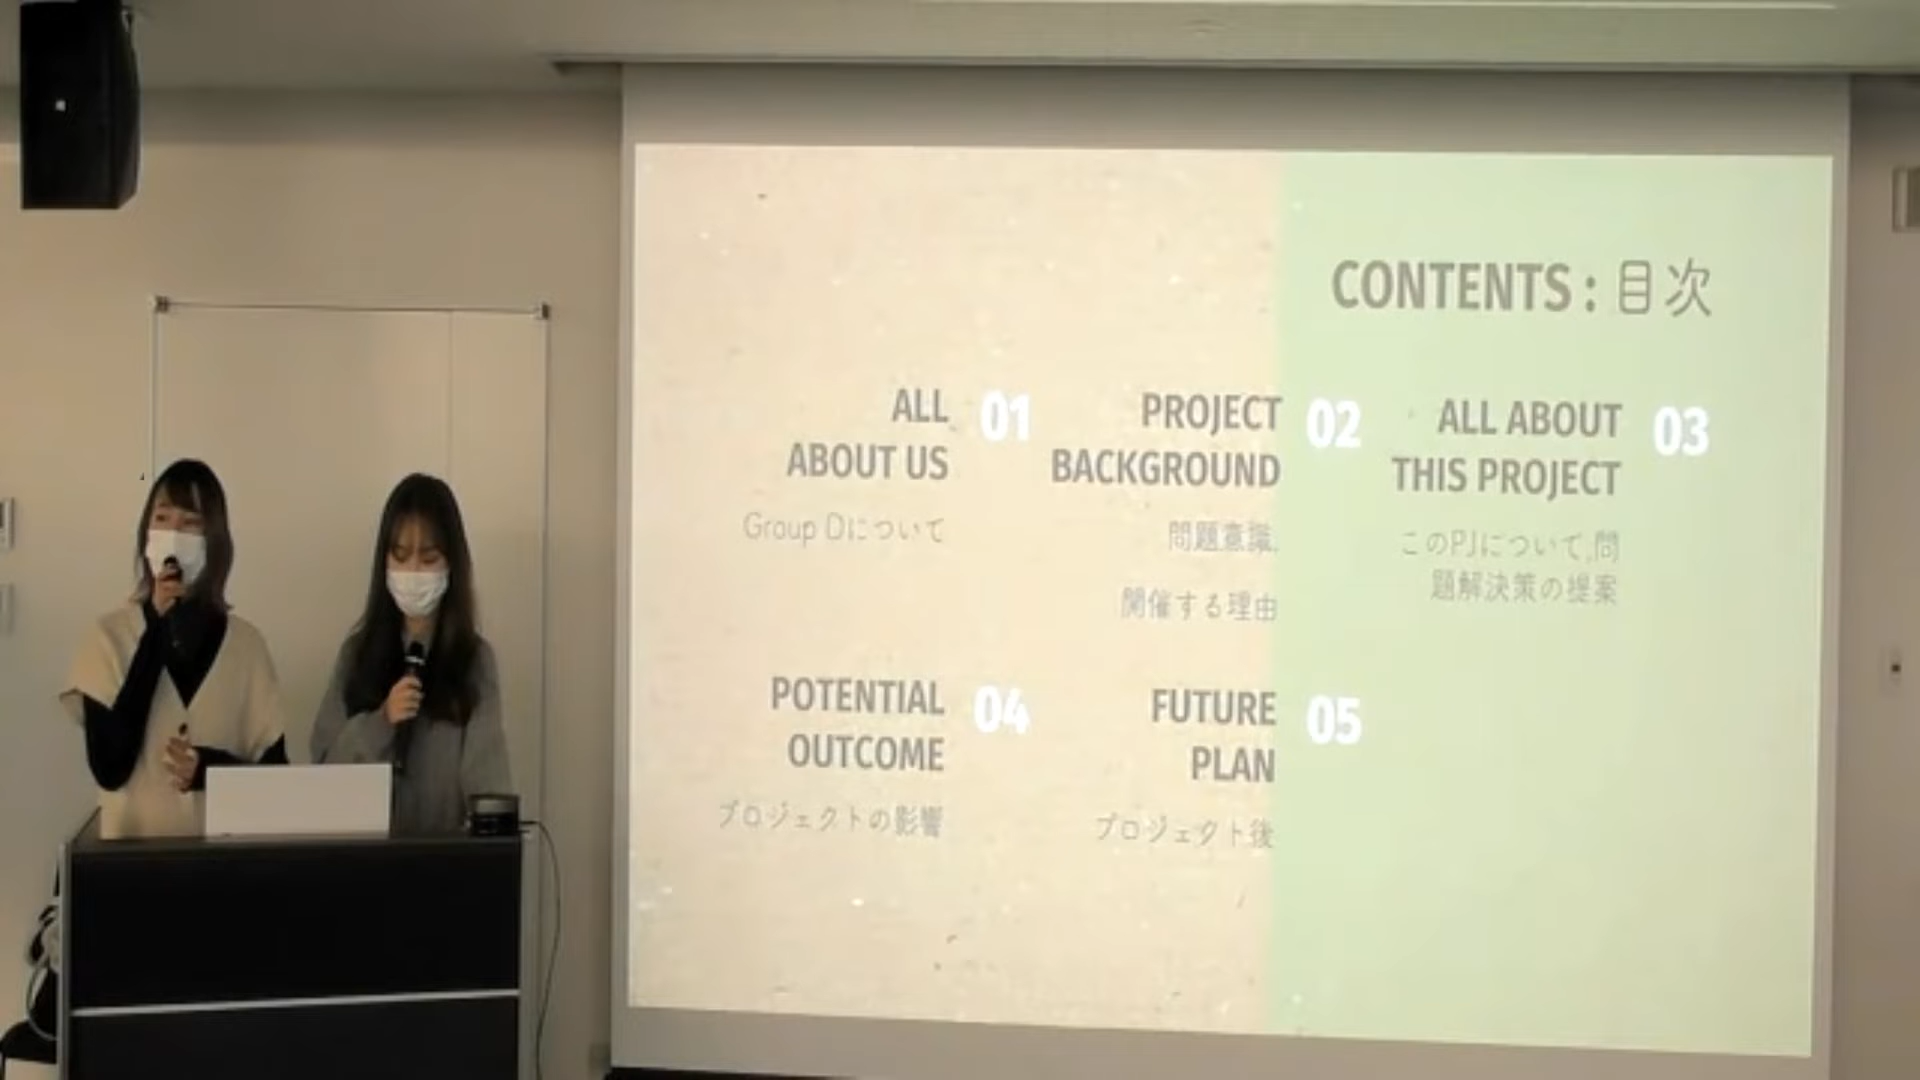 CONTENTS : 目次
ALL
ABOUT US
01
Group Dについて
PROJECT
BACKGROUND
02
問題意識,
開催する理由
ALL ABOUT
THIS PROJECT
03
このPJについて,問
題解決策の提案
POTENTIAL
OUTCOME
04
プロジェクトの影響
FUTURE
PLAN
05
プロジェクト後